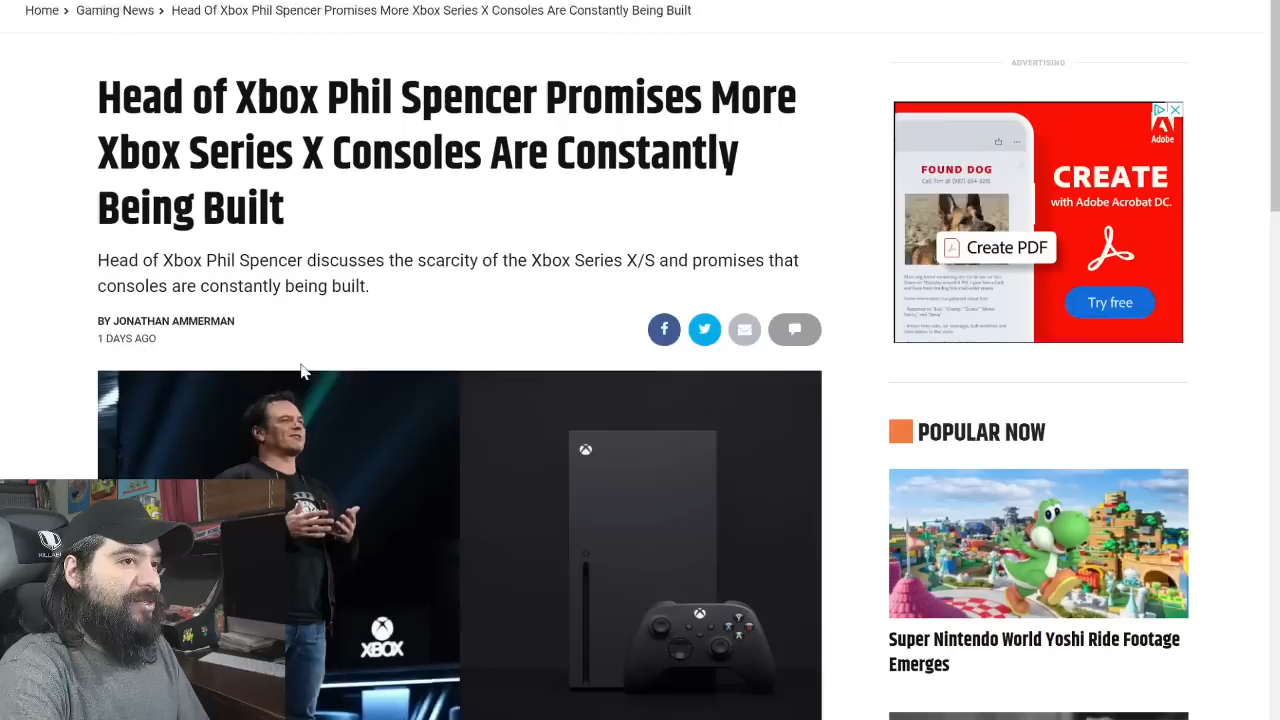 Home > Gaming News > Head Of Xbox Phil Spencer Promises More Xbox Series X Consoles Are Constantly Being Built
Head of Xbox Phil Spencer Promises More
Xbox Series X Consoles Are Constantly
Being Built
Head of Xbox Phil Spencer discusses the scarcity of the Xbox Series X/S and promises that
consoles are constantly being built.
BY JONATHAN AMMERMAN
1 DAYS AGO
XBOX
ADVERTISING
Adobe
FOUND DOG
Create PDF
CREATE
with Adobe Acrobat DC.
Try free
POPULAR NOW
Super Nintendo World Yoshi Ride Footage
Emerges